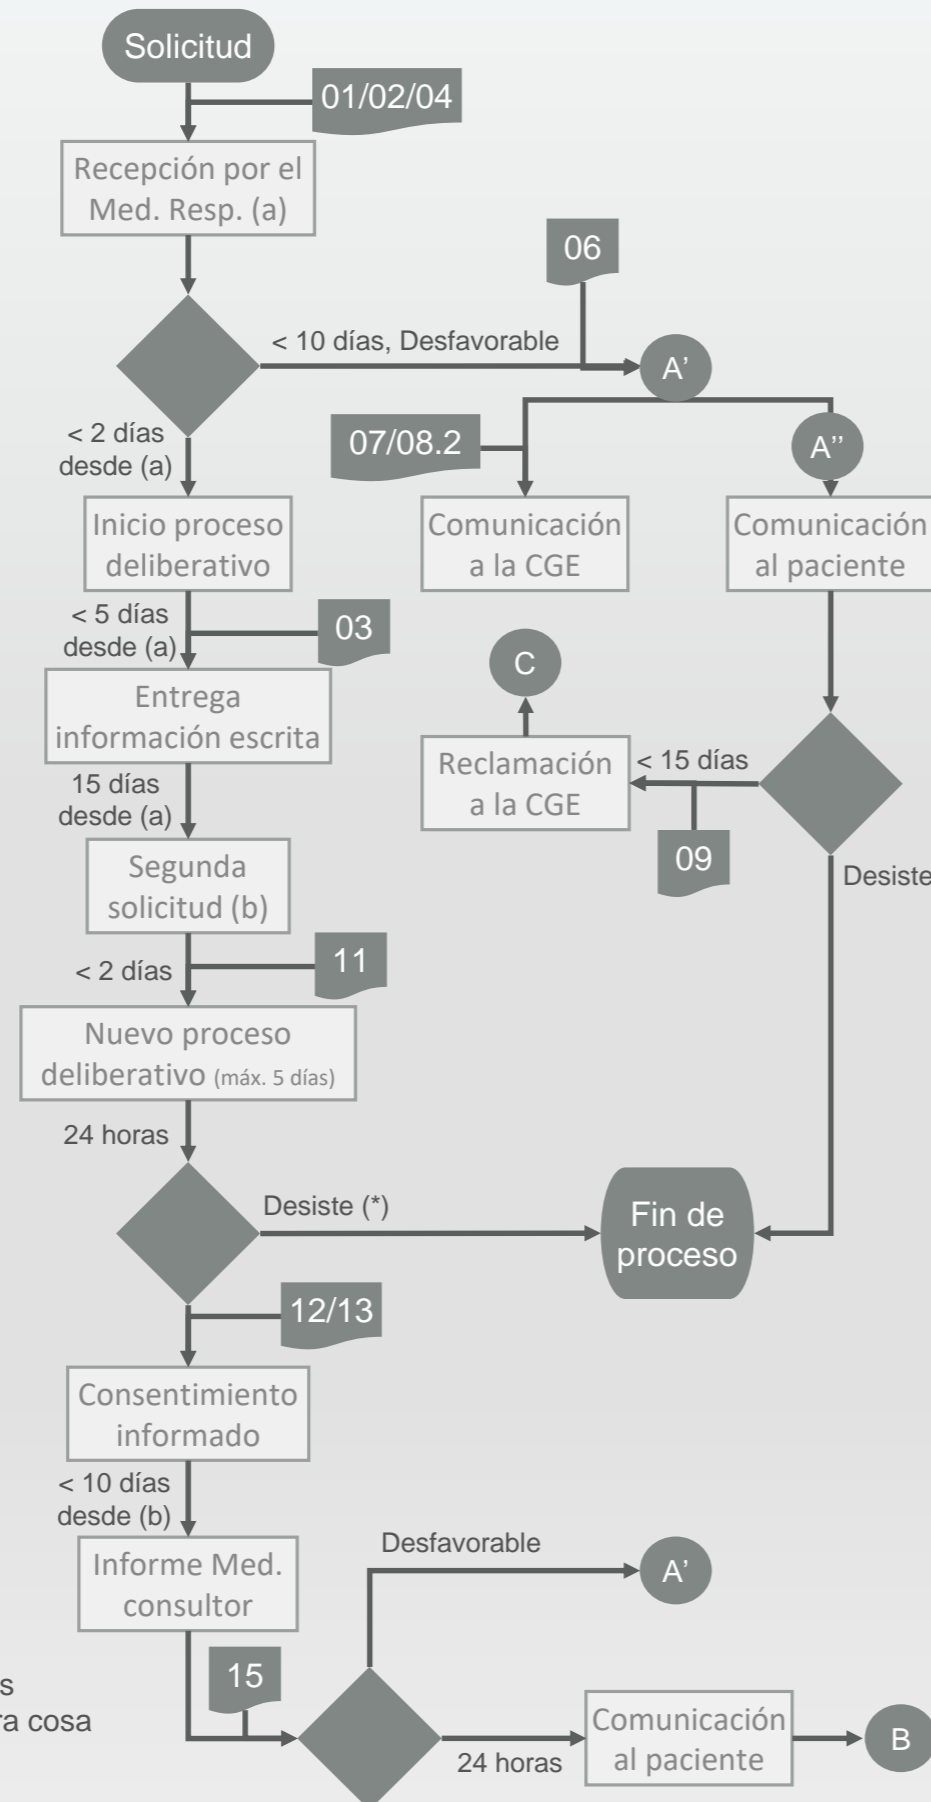 Solicitud
01/02/04
Recepción por el
Med. Resp. (a)
06
< 10 días, Desfavorable
A'
< 2 días
desde (a)
07/08.2
A''
Inicio proceso
deliberativo
Comunicación
a la CGE
Comunicación
al paciente
< 5 días
desde (a)
03
Entrega
información escrita
C
Reclamación
a la CGE
< 15 días
15 días
desde (a)
09
Segunda
solicitud (b)
Desiste
< 2 días
11
Nuevo proceso
deliberativo (máx. 5 días)
24 horas
Desiste (*)
Fin de
proceso
12/13
Consentimiento
informado
< 10 días
desde (b)
Informe Med.
consultor
Desfavorable
A'
15
cosa
24 horas
Comunicación
al paciente
B